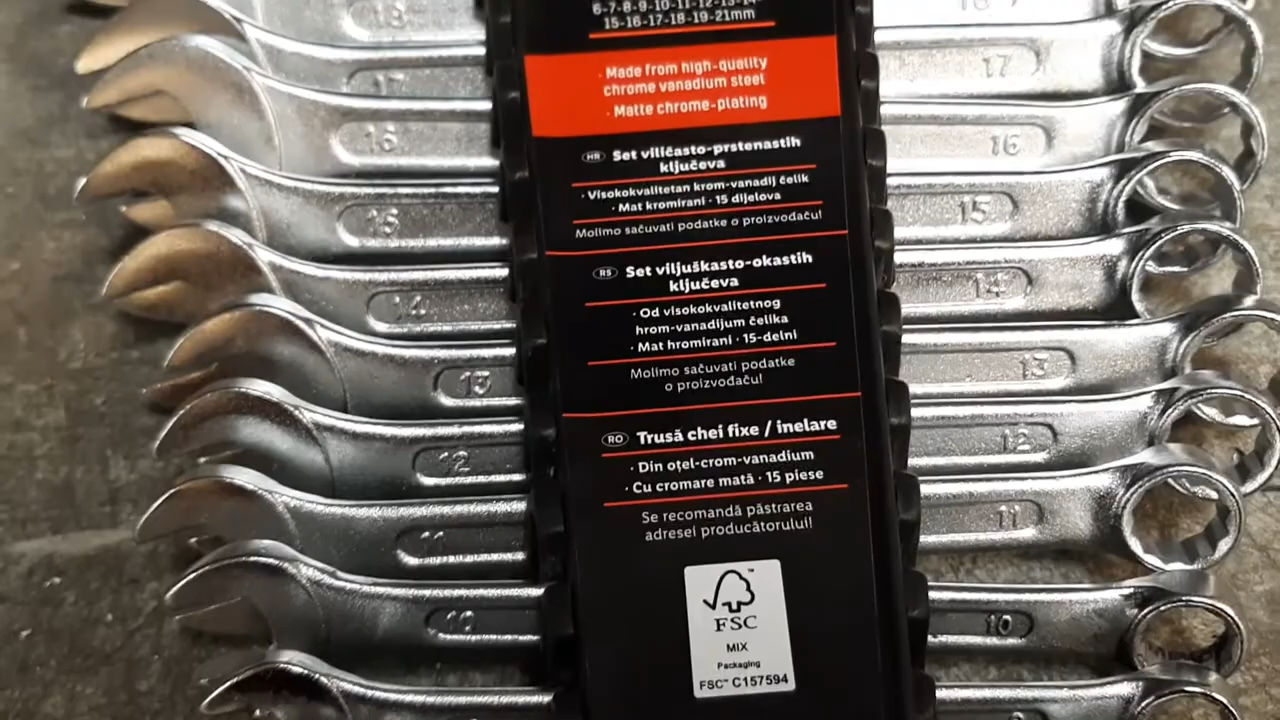 6-7-8-9-10-11-12-13-14-
15-16-17-18-19-21mm
· Made from high-quality
chrome vanadium steel
· Matte chrome-plating
HR Set viličasto-prstenastih
ključeva
· Visokokvalitetan krom-vanadij čelik
· Mat kromirani · 15 dijelova
Molimo sačuvati podatke o proizvođaču!
RS Set viljuškasto-okastih
ključeva
· Od visokokvalitetnog
hrom-vanadijum čelika
· Mat hromirani · 15-delni
Molimo sačuvati podatke
o proizvođaču!
RO Trusă chei fixe / inelare
· Din oțel-crom-vanadium
· Cu cromare mată · 15 piese
Se recomandă păstrarea
adresei producătorului!
FSC
MIX
Packaging
FSC™ C157594
18
17 17
16 16
15 15
14 14
13 13
12 12
11 11
10 10